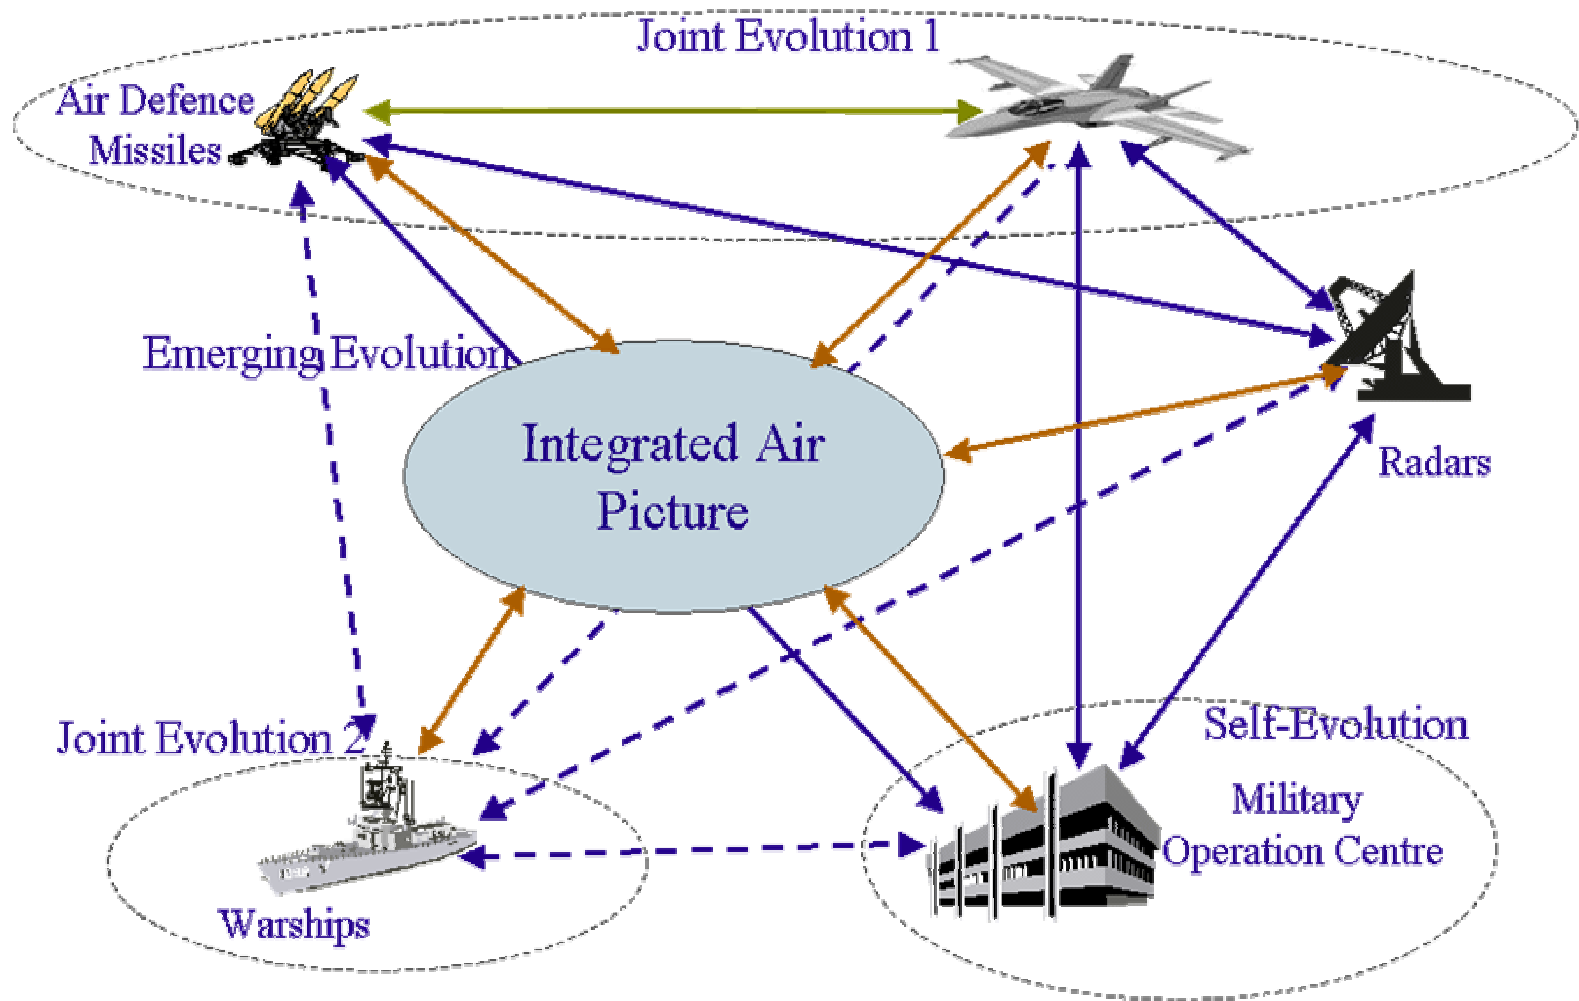 Joint Evolution 1
Air Defence
Missiles
Emerging Evolution
Integrated Air
Picture
Radars
Joint Evolution 2
Self-Evolution
Military
Operation Centre
Warships